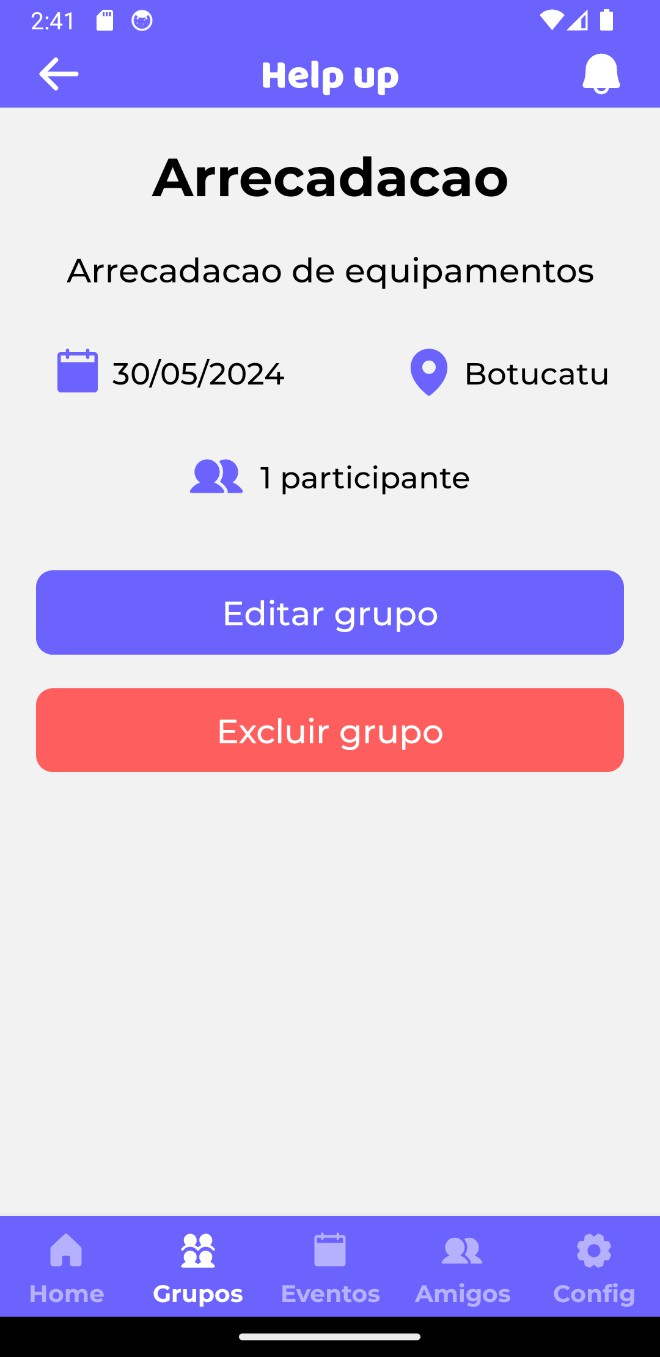 2:41
Help up
Arrecadacao
Arrecadacao de equipamentos
30/05/2024 Botucatu
1 participante
Editar grupo
Excluir grupo
Home Grupos Eventos Amigos Config